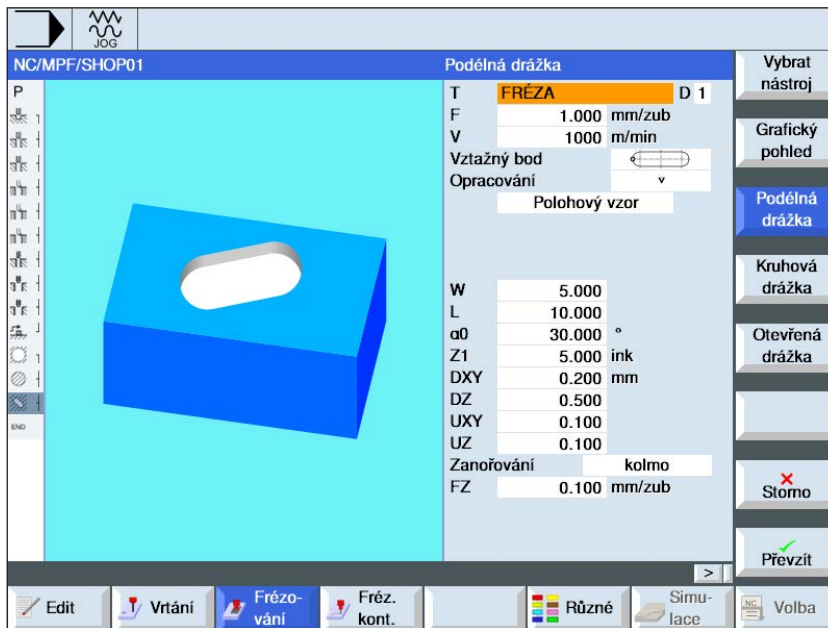 JOG
NC/MPF/SHOP01
Podélná drážka
P
END
T FRÉZA D 1
F 1.000 mm/zub
V 1000 m/min
Vztažný bod
Opracování ▿
Polohový vzor
W 5.000
L 10.000
α0 30.000 °
Z1 5.000 ink
DXY 0.200 mm
DZ 0.500
UXY 0.100
UZ 0.100
Zanořování kolmo
FZ 0.100 mm/zub
Vybrat
nástroj
Grafický
pohled
Podélná
drážka
Kruhová
drážka
Otevřená
drážka
Storno
Převzít
>
Edit
Vrtání
Frézo-
vání
Fréz.
kont.
Různé
Simu-
lace
NC
Volba